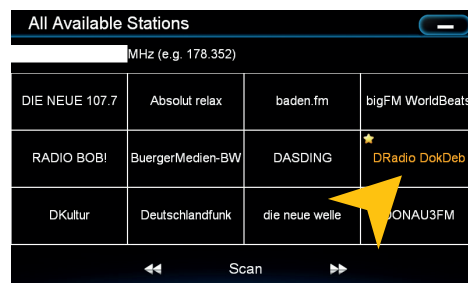 All Available Stations
MHz (e.g. 178.352)
DIE NEUE 107.7 Absolut relax baden.fm bigFM WorldBeats
RADIO BOB! BuergerMedien-BW DASDING DRadio DokDeb
DKultur Deutschlandfunk die neue welle DONAU3FM
Scan